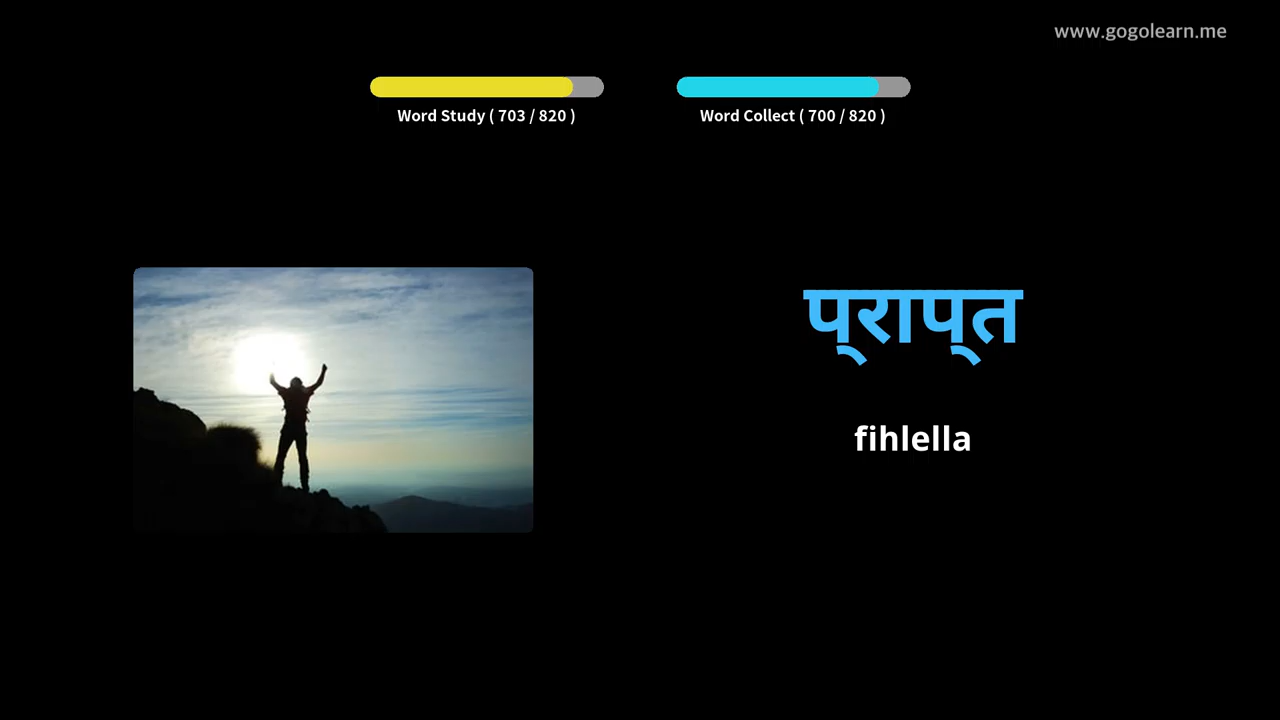 www.gogolearn.me
Word Study ( 703 / 820 )
Word Collect ( 700 / 820 )
प्राप्त
fihlella